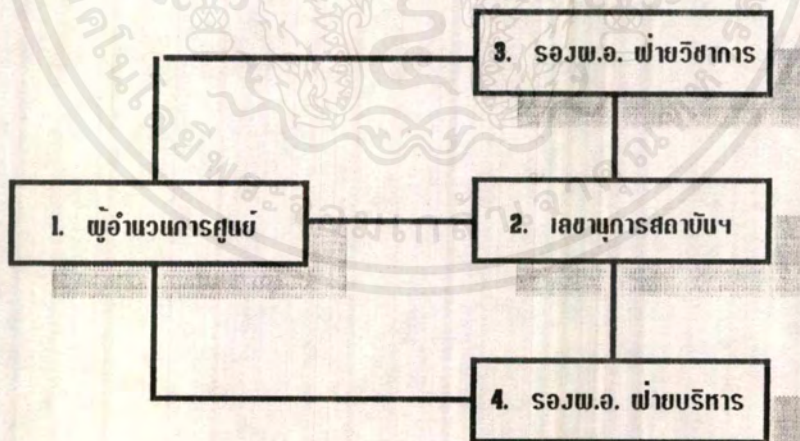 3. รองผ.อ. ฝ่ายวิชาการ
1. ผู้อำนวยการศูนย์
2. เลขานุการสถาบันฯ
4. รองผ.อ. ฝ่ายบริหาร